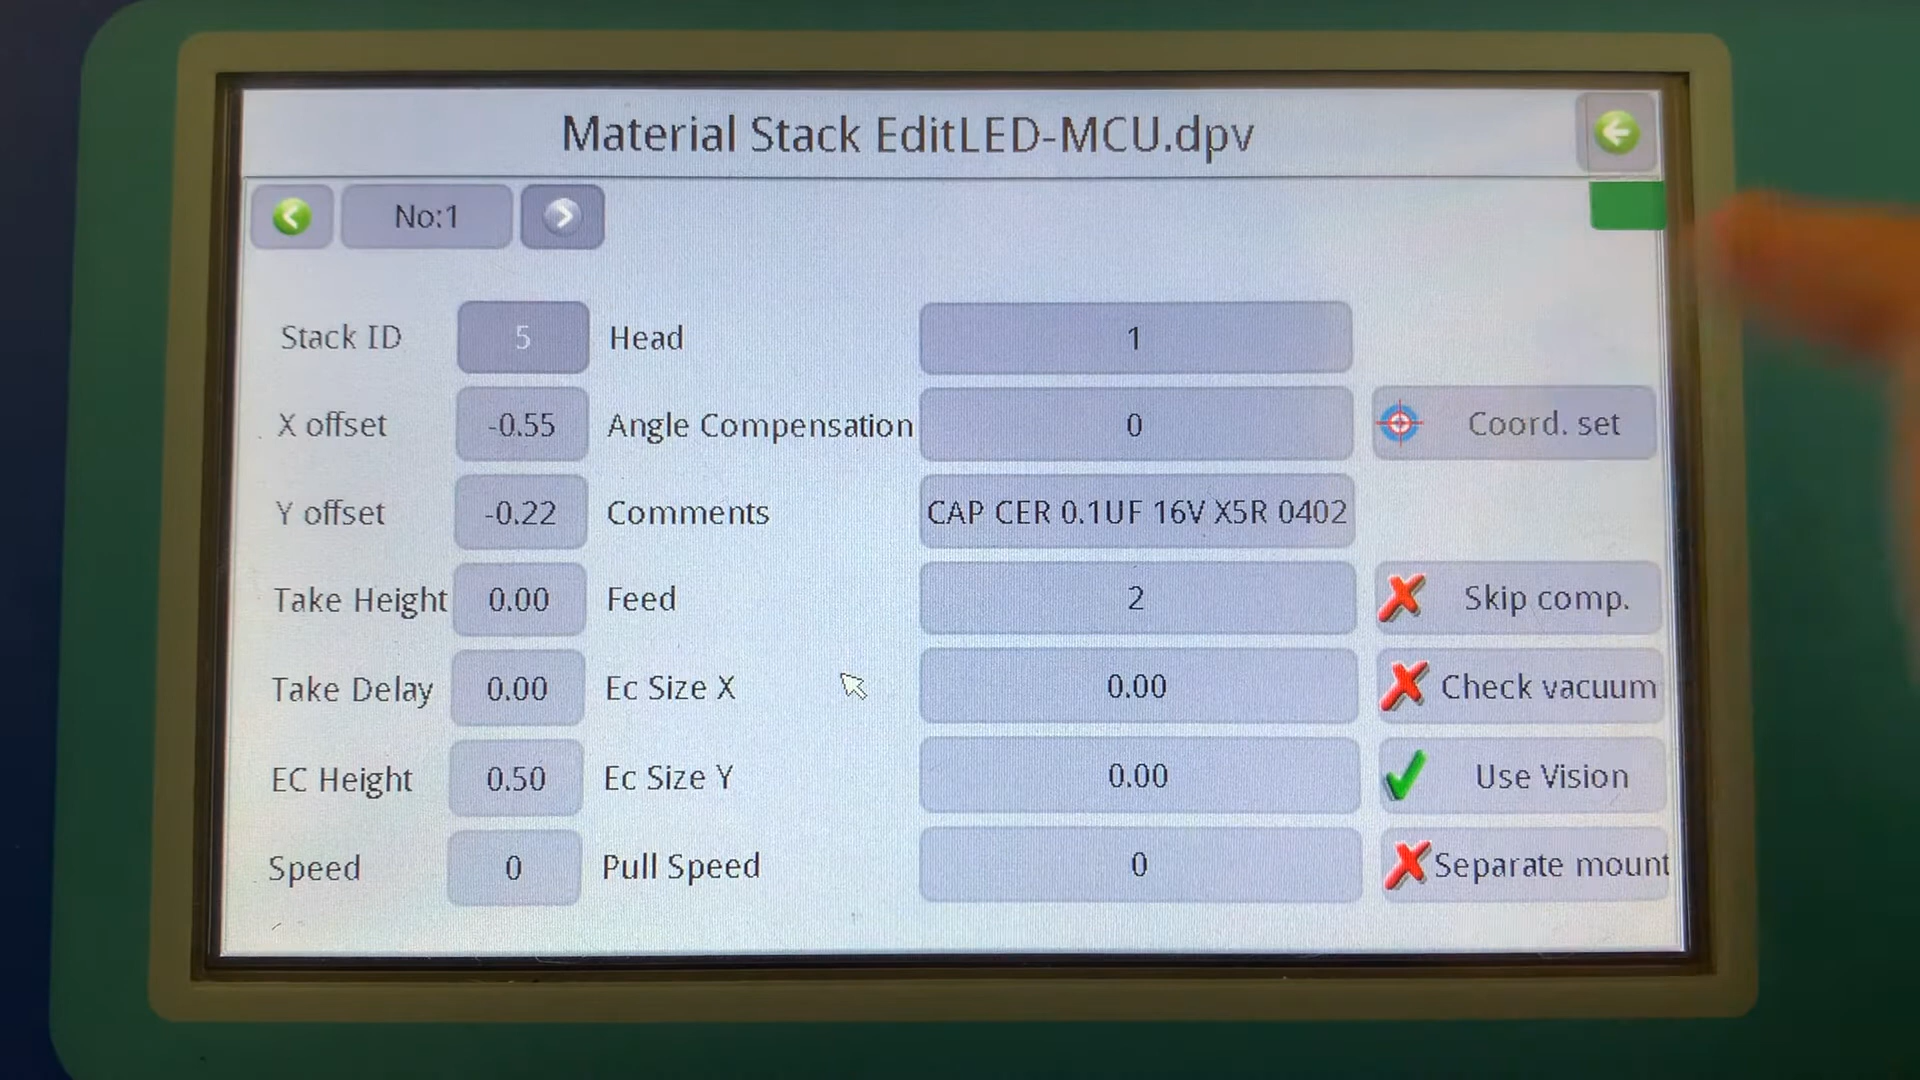 Material Stack EditLED-MCU.dpv
No:1
Stack ID 5 Head 1
X offset -0.55 Angle Compensation 0 Coord. set
Y offset -0.22 Comments CAP CER 0.1UF 16V X5R 0402
Take Height 0.00 Feed 2 Skip comp.
Take Delay 0.00 Ec Size X 0.00 Check vacuum
EC Height 0.50 Ec Size Y 0.00 Use Vision
Speed 0 Pull Speed 0 Separate mount